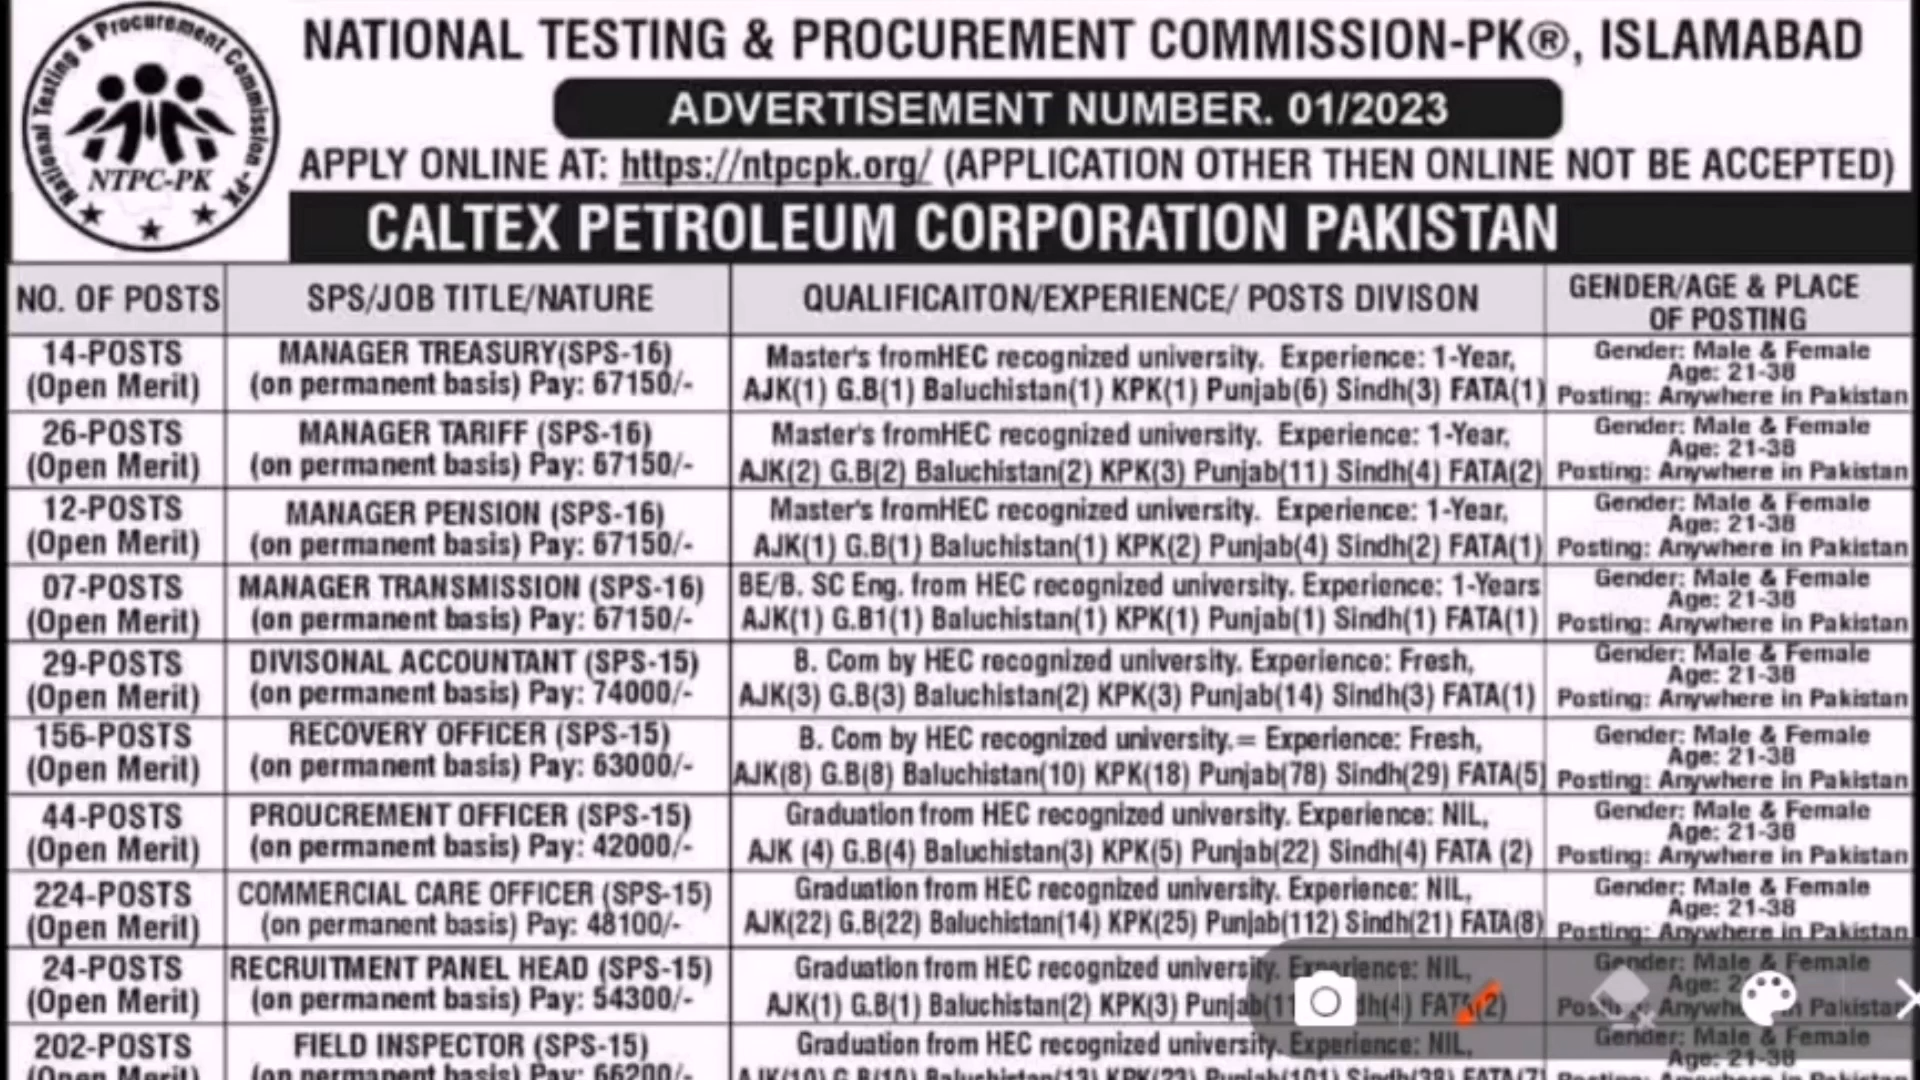 National Testing & Procurement Commission-PK
NTPC-PK
NATIONAL TESTING & PROCUREMENT COMMISSION-PK®, ISLAMABAD
ADVERTISEMENT NUMBER. 01/2023
APPLY ONLINE AT: https://ntpcpk.org/ (APPLICATION OTHER THEN ONLINE NOT BE ACCEPTED)
CALTEX PETROLEUM CORPORATION PAKISTAN
NO. OF POSTS
SPS/JOB TITLE/NATURE
QUALIFICAITON/EXPERIENCE/ POSTS DIVISON
GENDER/AGE & PLACE
OF POSTING
14-POSTS
(Open Merit)
MANAGER TREASURY(SPS-16)
(on permanent basis) Pay: 67150/-
Master's fromHEC recognized university. Experience: 1-Year,
AJK(1) G.B(1) Baluchistan(1) KPK(1) Punjab(6) Sindh(3) FATA(1)
Gender: Male & Female
Age: 21-38
Posting: Anywhere in Pakistan
26-POSTS
(Open Merit)
MANAGER TARIFF (SPS-16)
(on permanent basis) Pay: 67150/-
Master's fromHEC recognized university. Experience: 1-Year,
AJK(2) G.B(2) Baluchistan(2) KPK(3) Punjab(11) Sindh(4) FATA(2)
Gender: Male & Female
Age: 21-38
Posting: Anywhere in Pakistan
12-POSTS
(Open Merit)
MANAGER PENSION (SPS-16)
(on permanent basis) Pay: 67150/-
Master's fromHEC recognized university. Experience: 1-Year,
AJK(1) G.B(1) Baluchistan(1) KPK(2) Punjab(4) Sindh(2) FATA(1)
Gender: Male & Female
Age: 21-38
Posting: Anywhere in Pakistan
07-POSTS
(Open Merit)
MANAGER TRANSMISSION (SPS-16)
(on permanent basis) Pay: 67150/-
BE/B. SC Eng. from HEC recognized university. Experience: 1-Years
AJK(1) G.B1(1) Baluchistan(1) KPK(1) Punjab(1) Sindh(1) FATA(1)
Gender: Male & Female
Age: 21-38
Posting: Anywhere in Pakistan
29-POSTS
(Open Merit)
DIVISONAL ACCOUNTANT (SPS-15)
(on permanent basis) Pay: 74000/-
B. Com by HEC recognized university. Experience: Fresh,
AJK(3) G.B(3) Baluchistan(2) KPK(3) Punjab(14) Sindh(3) FATA(1)
Gender: Male & Female
Age: 21-38
Posting: Anywhere in Pakistan
156-POSTS
(Open Merit)
RECOVERY OFFICER (SPS-15)
(on permanent basis) Pay: 63000/-
B. Com by HEC recognized university.= Experience: Fresh,
AJK(8) G.B(8) Baluchistan(10) KPK(18) Punjab(78) Sindh(29) FATA(5)
Gender: Male & Female
Age: 21-38
Posting: Anywhere in Pakistan
44-POSTS
(Open Merit)
PROUCREMENT OFFICER (SPS-15)
(on permanent basis) Pay: 42000/-
Graduation from HEC recognized university. Experience: NIL,
AJK (4) G.B(4) Baluchistan(3) KPK(5) Punjab(22) Sindh(4) FATA (2)
Gender: Male & Female
Age: 21-38
Posting: Anywhere in Pakistan
224-POSTS
(Open Merit)
COMMERCIAL CARE OFFICER (SPS-15)
(on permanent basis) Pay: 48100/-
Graduation from HEC recognized university. Experience: NIL,
AJK(22) G.B(22) Baluchistan(14) KPK(25) Punjab(112) Sindh(21) FATA(8)
Gender: Male & Female
Age: 21-38
Posting: Anywhere in Pakistan
24-POSTS
(Open Merit)
RECRUITMENT PANEL HEAD (SPS-15)
(on permanent basis) Pay: 54300/-
Graduation from HEC recognized university. Experience: NIL,
AJK(1) G.B(1) Baluchistan(2) KPK(3)
Gender: Male & Female
Age:
Pakistan
202-POSTS
(Open Merit)
FIELD INSPECTOR (SPS-15)
(on permanent basis) Pay: 66200/-
Graduation from HEC recognized university. Experience: NIL,
AJK(10) G.B(10) Baluchistan(13) KPK(23) Punjab(101) Sindh(38) FATA(7)
Gender: Male & Female
Age: 21-38